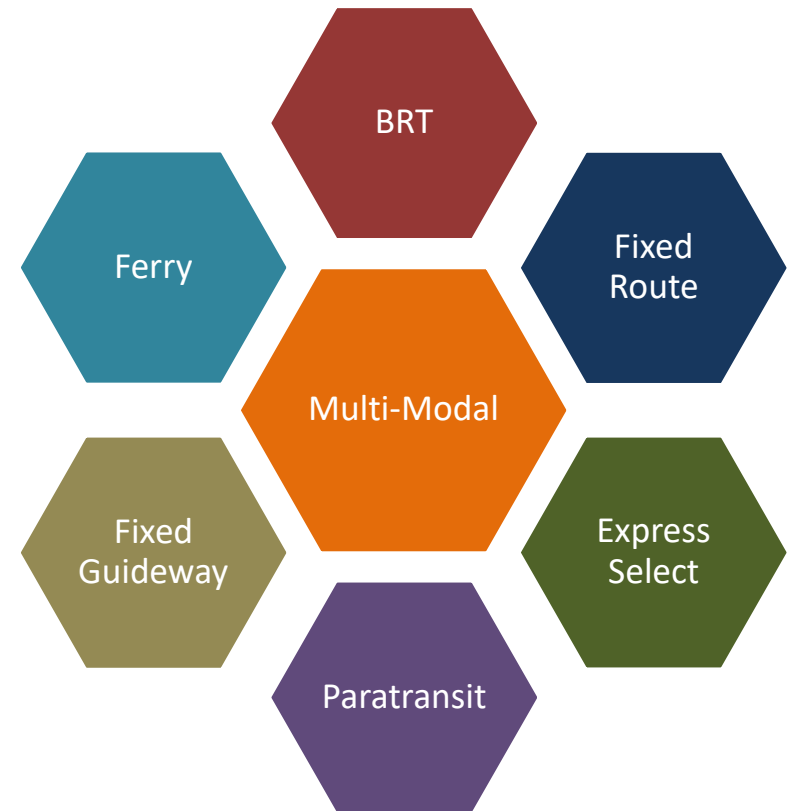 BRT
Ferry
Fixed
Route
Multi-Modal
Fixed
Guideway
Express
Select
Paratransit